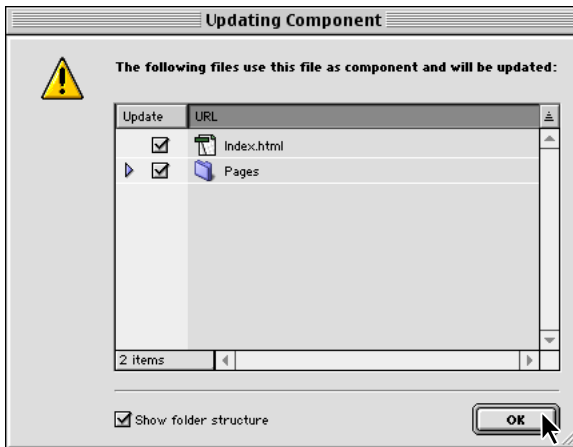 Updating Component
The following files use this file as component and will be updated:
Update URL
Index.html
Pages
2 items
Show folder structure
OK